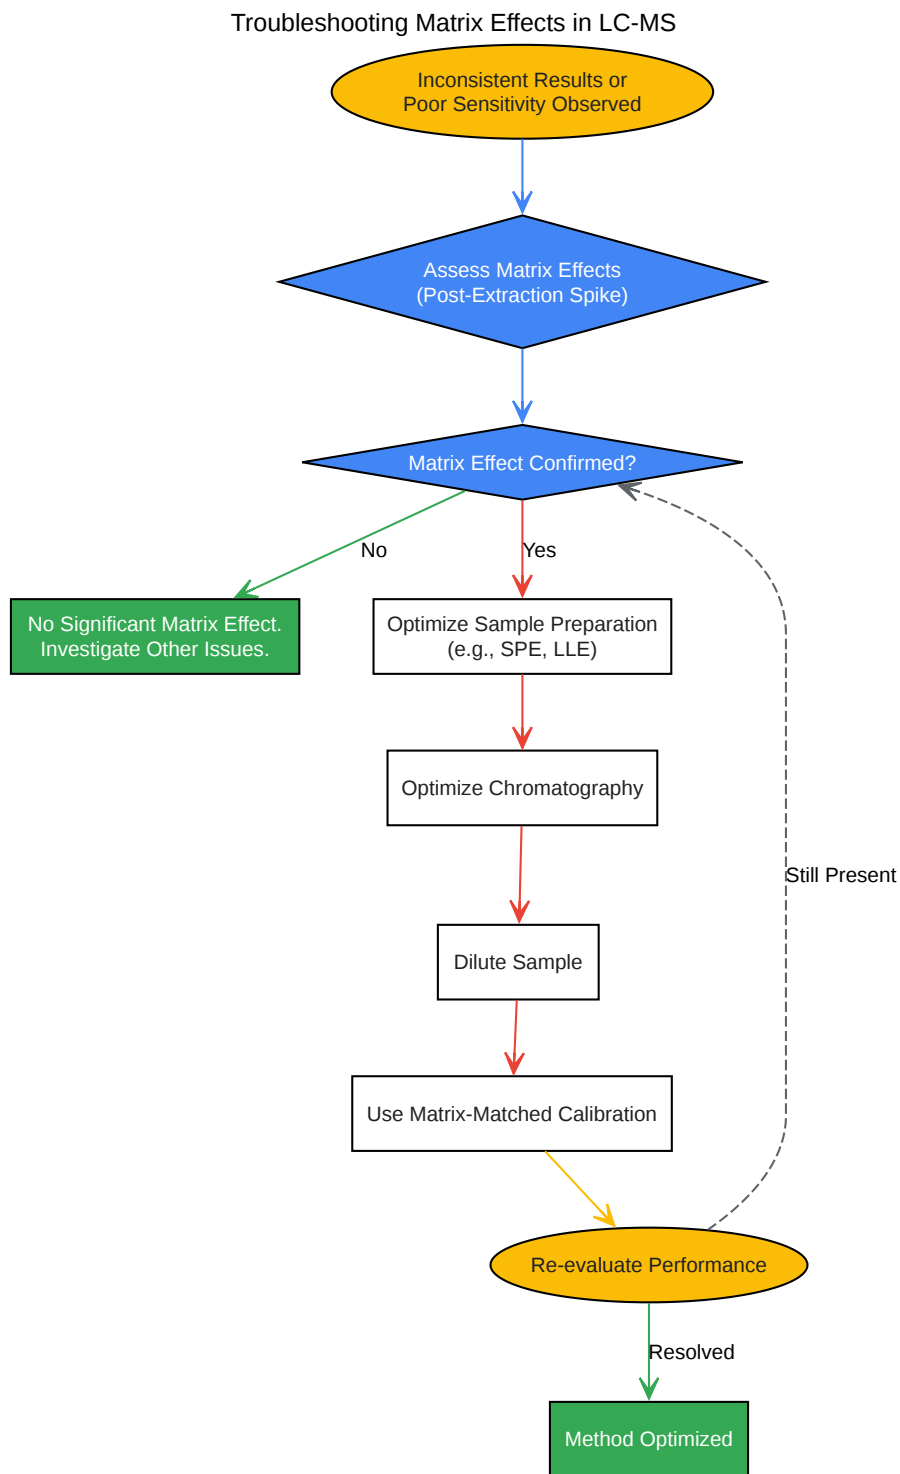 Troubleshooting Matrix Effects in LC-MS
Inconsistent Results or
Poor Sensitivity Observed
Assess Matrix Effects
(Post-Extraction Spike)
Matrix Effect Confirmed?
No
Yes
No Significant Matrix Effect.
Investigate Other Issues.
Optimize Sample Preparation
(e.g., SPE, LLE)
Optimize Chromatography
Still Present
Dilute Sample
Use Matrix-Matched Calibration
Re-evaluate Performance
Resolved
Method Optimized